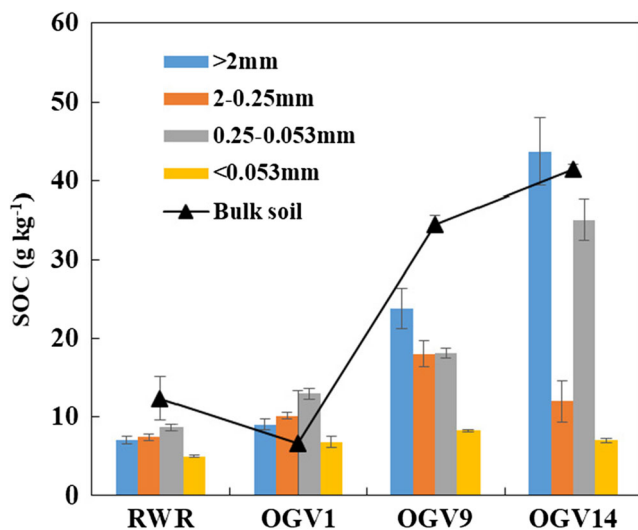 60
50
40
30
20
10
0
SOC (g kg⁻¹)
>2mm
2-0.25mm
0.25-0.053mm
<0.053mm
Bulk soil
RWR OGV1 OGV9 OGV14